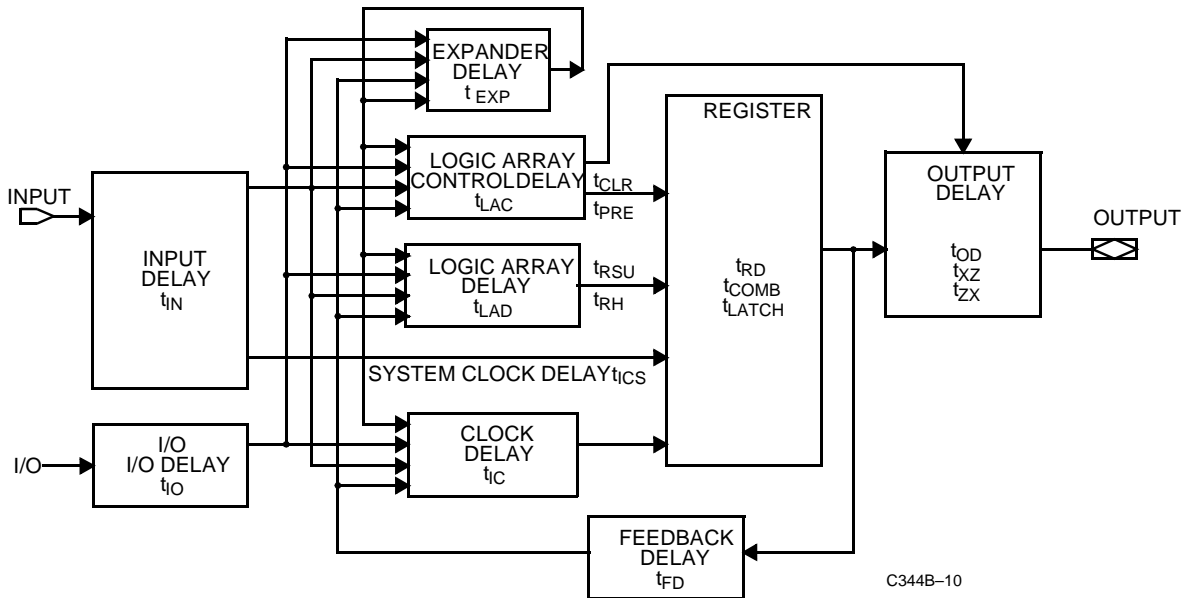 EXPANDER
DELAY
tEXP
REGISTER
LOGIC ARRAY
CONTROLDELAY
tLAC
tCLR
tPRE
OUTPUT
DELAY
tOD
tXZ
tZX
INPUT
OUTPUT
INPUT
DELAY
tIN
LOGIC ARRAY
DELAY
tLAD
tRSU
tRH
tRD
tCOMB
tLATCH
SYSTEM CLOCK DELAYtICS
I/O
I/O
I/O DELAY
tIO
CLOCK
DELAY
tIC
FEEDBACK
DELAY
tFD
C344B–10